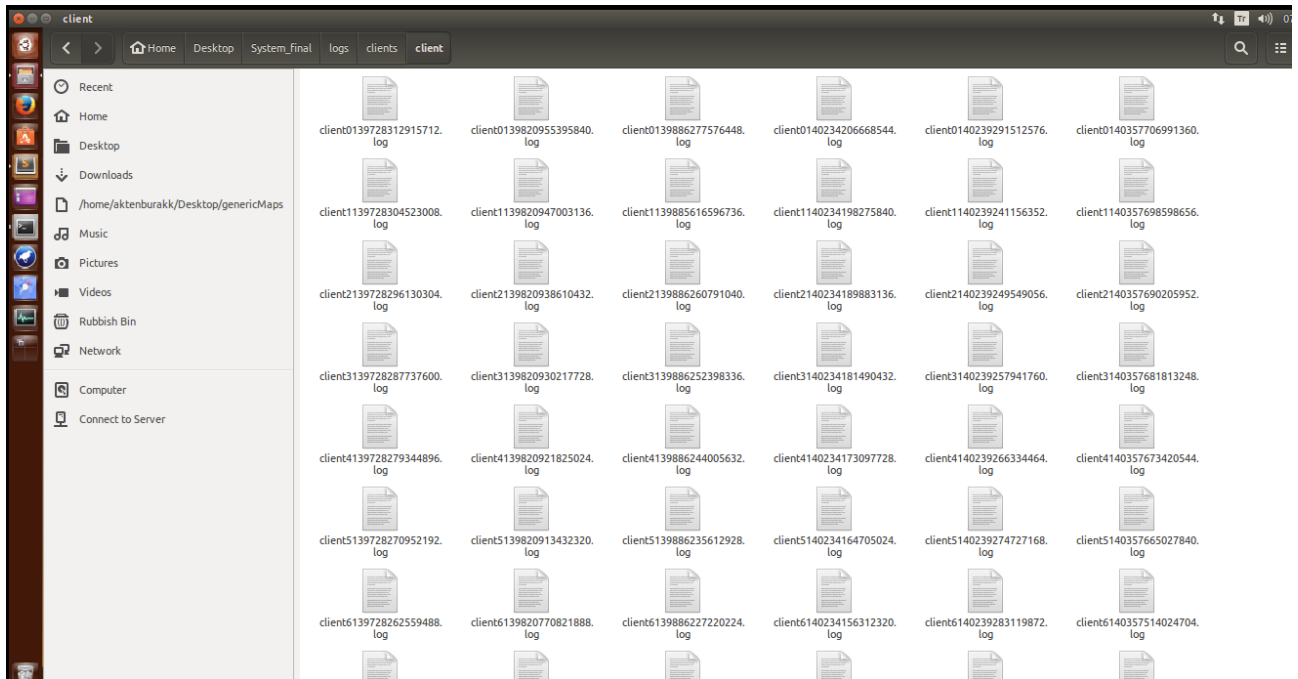 client
Tr
07
Home Desktop System_final logs clients client
Recent
Home
Desktop
Downloads
/home/aktenburakk/Desktop/genericMaps
Music
Pictures
Videos
Rubbish Bin
Network
Computer
Connect to Server
client0139728312915712. client0139820955395840. client0139886277576448. client0140234206668544. client0140239291512576. client0140357706991360.
log log log log log log
client1139728304523008. client1139820947003136. client1139885616596736. client1140234198275840. client1140239241156352. client1140357698598656.
log log log log log log
client2139728296130304. client2139820938610432. client2139886260791040. client2140234189883136. client2140239249549056. client2140357690205952.
log log log log log log
client3139728287737600. client3139820930217728. client3139886252398336. client3140234181490432. client3140239257941760. client3140357681813248.
log log log log log log
client4139728279344896. client4139820921825024. client4139886244005632. client4140234173097728. client4140239266334464. client4140357673420544.
log log log log log log
client5139728270952192. client5139820913432320. client5139886235612928. client5140234164705024. client5140239274727168. client5140357665027840.
log log log log log log
client6139728262559488. client6139820770821888. client6139886227220224. client6140234156312320. client6140239283119872. client6140357514024704.
log log log log log log